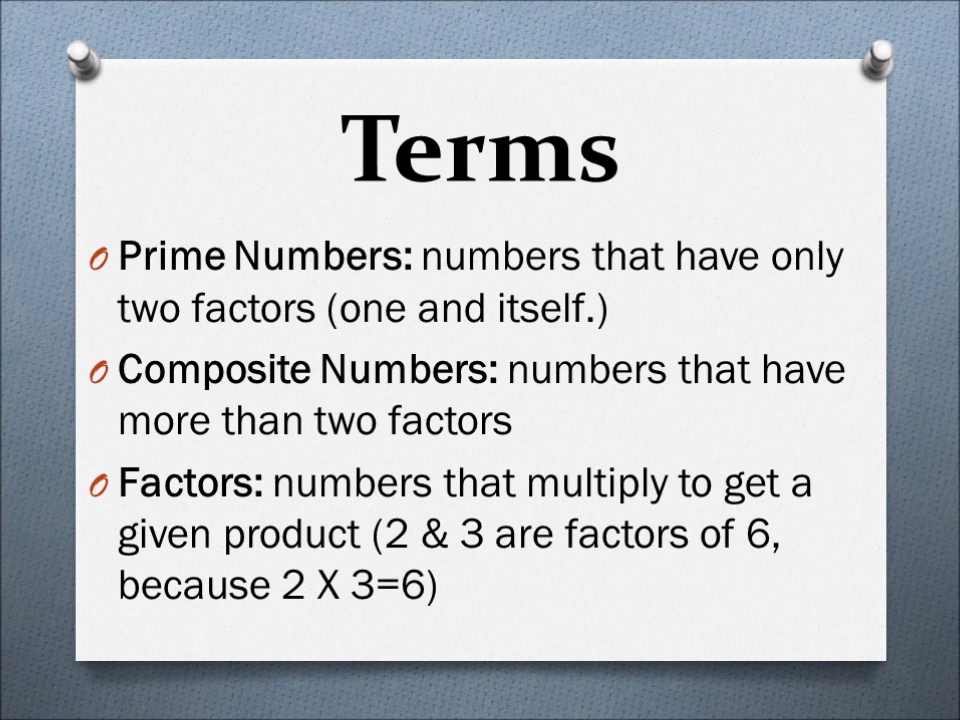 Terms
Prime Numbers: numbers that have only
two factors (one and itself.)
Composite Numbers: numbers that have
more than two factors
Factors: numbers that multiply to get a
given product (2 & 3 are factors of 6,
because 2 X 3=6)